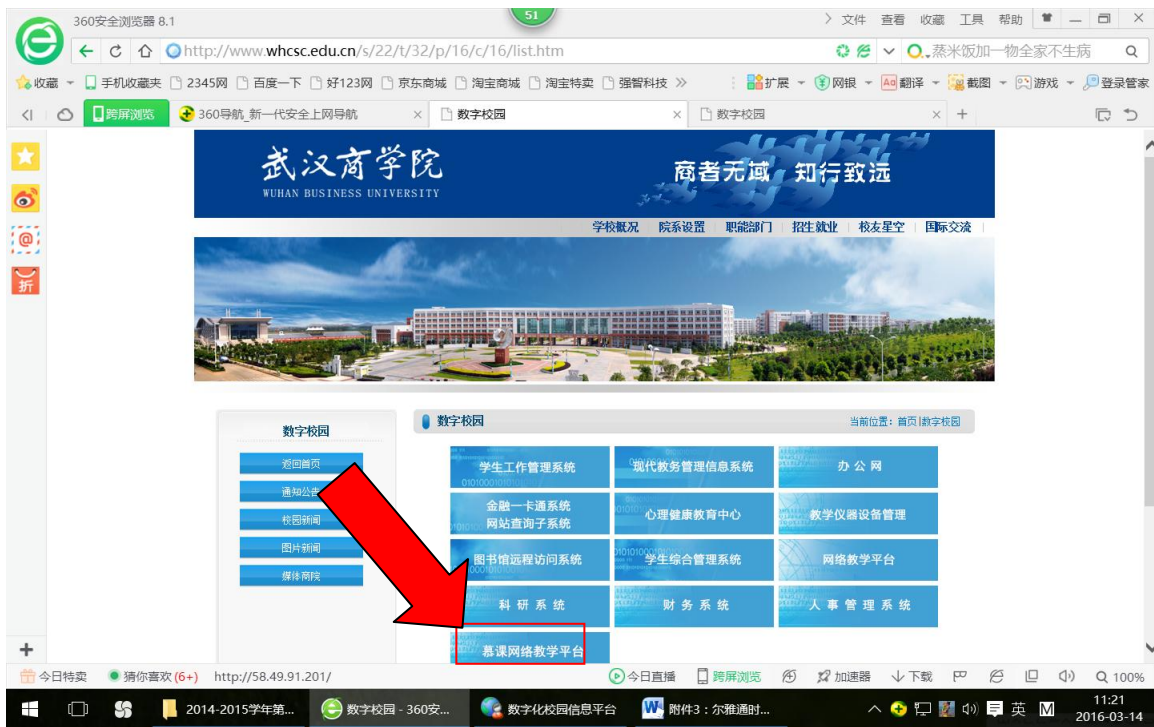 360安全浏览器 8.1
51
文件 查看 收藏 工具 帮助
http://www.whcsc.edu.cn/s/22/t/32/p/16/c/16/list.htm
蒸米饭加一物全家不生病
收藏 手机收藏夹 2345网 百度一下 好123网 京东商城 淘宝商城 淘宝特卖 强智科技 扩展 网银 翻译 截图 游戏 登录管家
跨屏浏览 360导航_新一代安全上网导航 数字校园 数字校园
武汉商学院
WUHAN BUSINESS UNIVERSITY
商者无域 知行致远
学校概况 院系设置 职能部门 招生就业 校友星空 国际交流
折
数字校园
返回首页
通知公告
校园新闻
图片新闻
媒体商院
数字校园
当前位置：首页|数字校园
学生工作管理系统 现代教务管理信息系统 办公网
金融一卡通系统
网站查询子系统
心理健康教育中心 教学仪器设备管理
图书馆远程访问系统 学生综合管理系统 网络教学平台
科研系统 财务系统 人事管理系统
慕课网络教学平台
今日特卖 猜你喜欢 (6+) http://58.49.91.201/ 今日直播 跨屏浏览 加速器 下载 100%
2014-2015学年第... 数字校园 - 360安... 数字化校园信息平台 附件3：尔雅通时... 英 M
11:21
2016-03-14